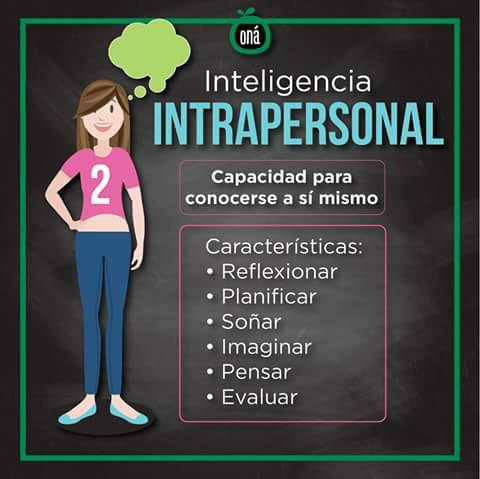 oná
Inteligencia
INTRAPERSONAL
Capacidad para
conocerse a sí mismo
2
Características:
• Reflexionar
• Planificar
• Soñar
• Imaginar
• Pensar
• Evaluar